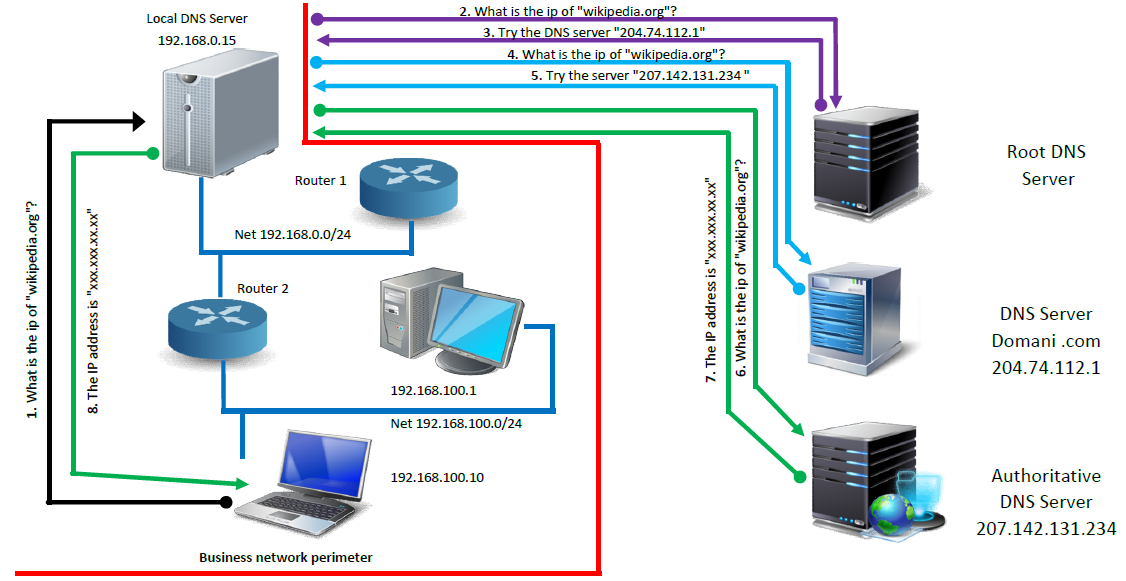 Local DNS Server
192.168.0.15
2. What is the ip of "wikipedia.org"?
3. Try the DNS server "204.74.112.1"
4. What is the ip of "wikipedia.org"?
5. Try the server "207.142.131.234 "
Root DNS
Server
Router 1
Net 192.168.0.0/24
Router 2
1. What is the ip of "wikipedia.org"?
8. The IP address is "xxx.xxx.xx.xx"
7. The IP address is "xxx.xxx.xx.xx"
6. What is the ip of "wikipedia.org"?
DNS Server
Domani .com
204.74.112.1
192.168.100.1
Net 192.168.100.0/24
192.168.100.10
Authoritative
DNS Server
207.142.131.234
Business network perimeter